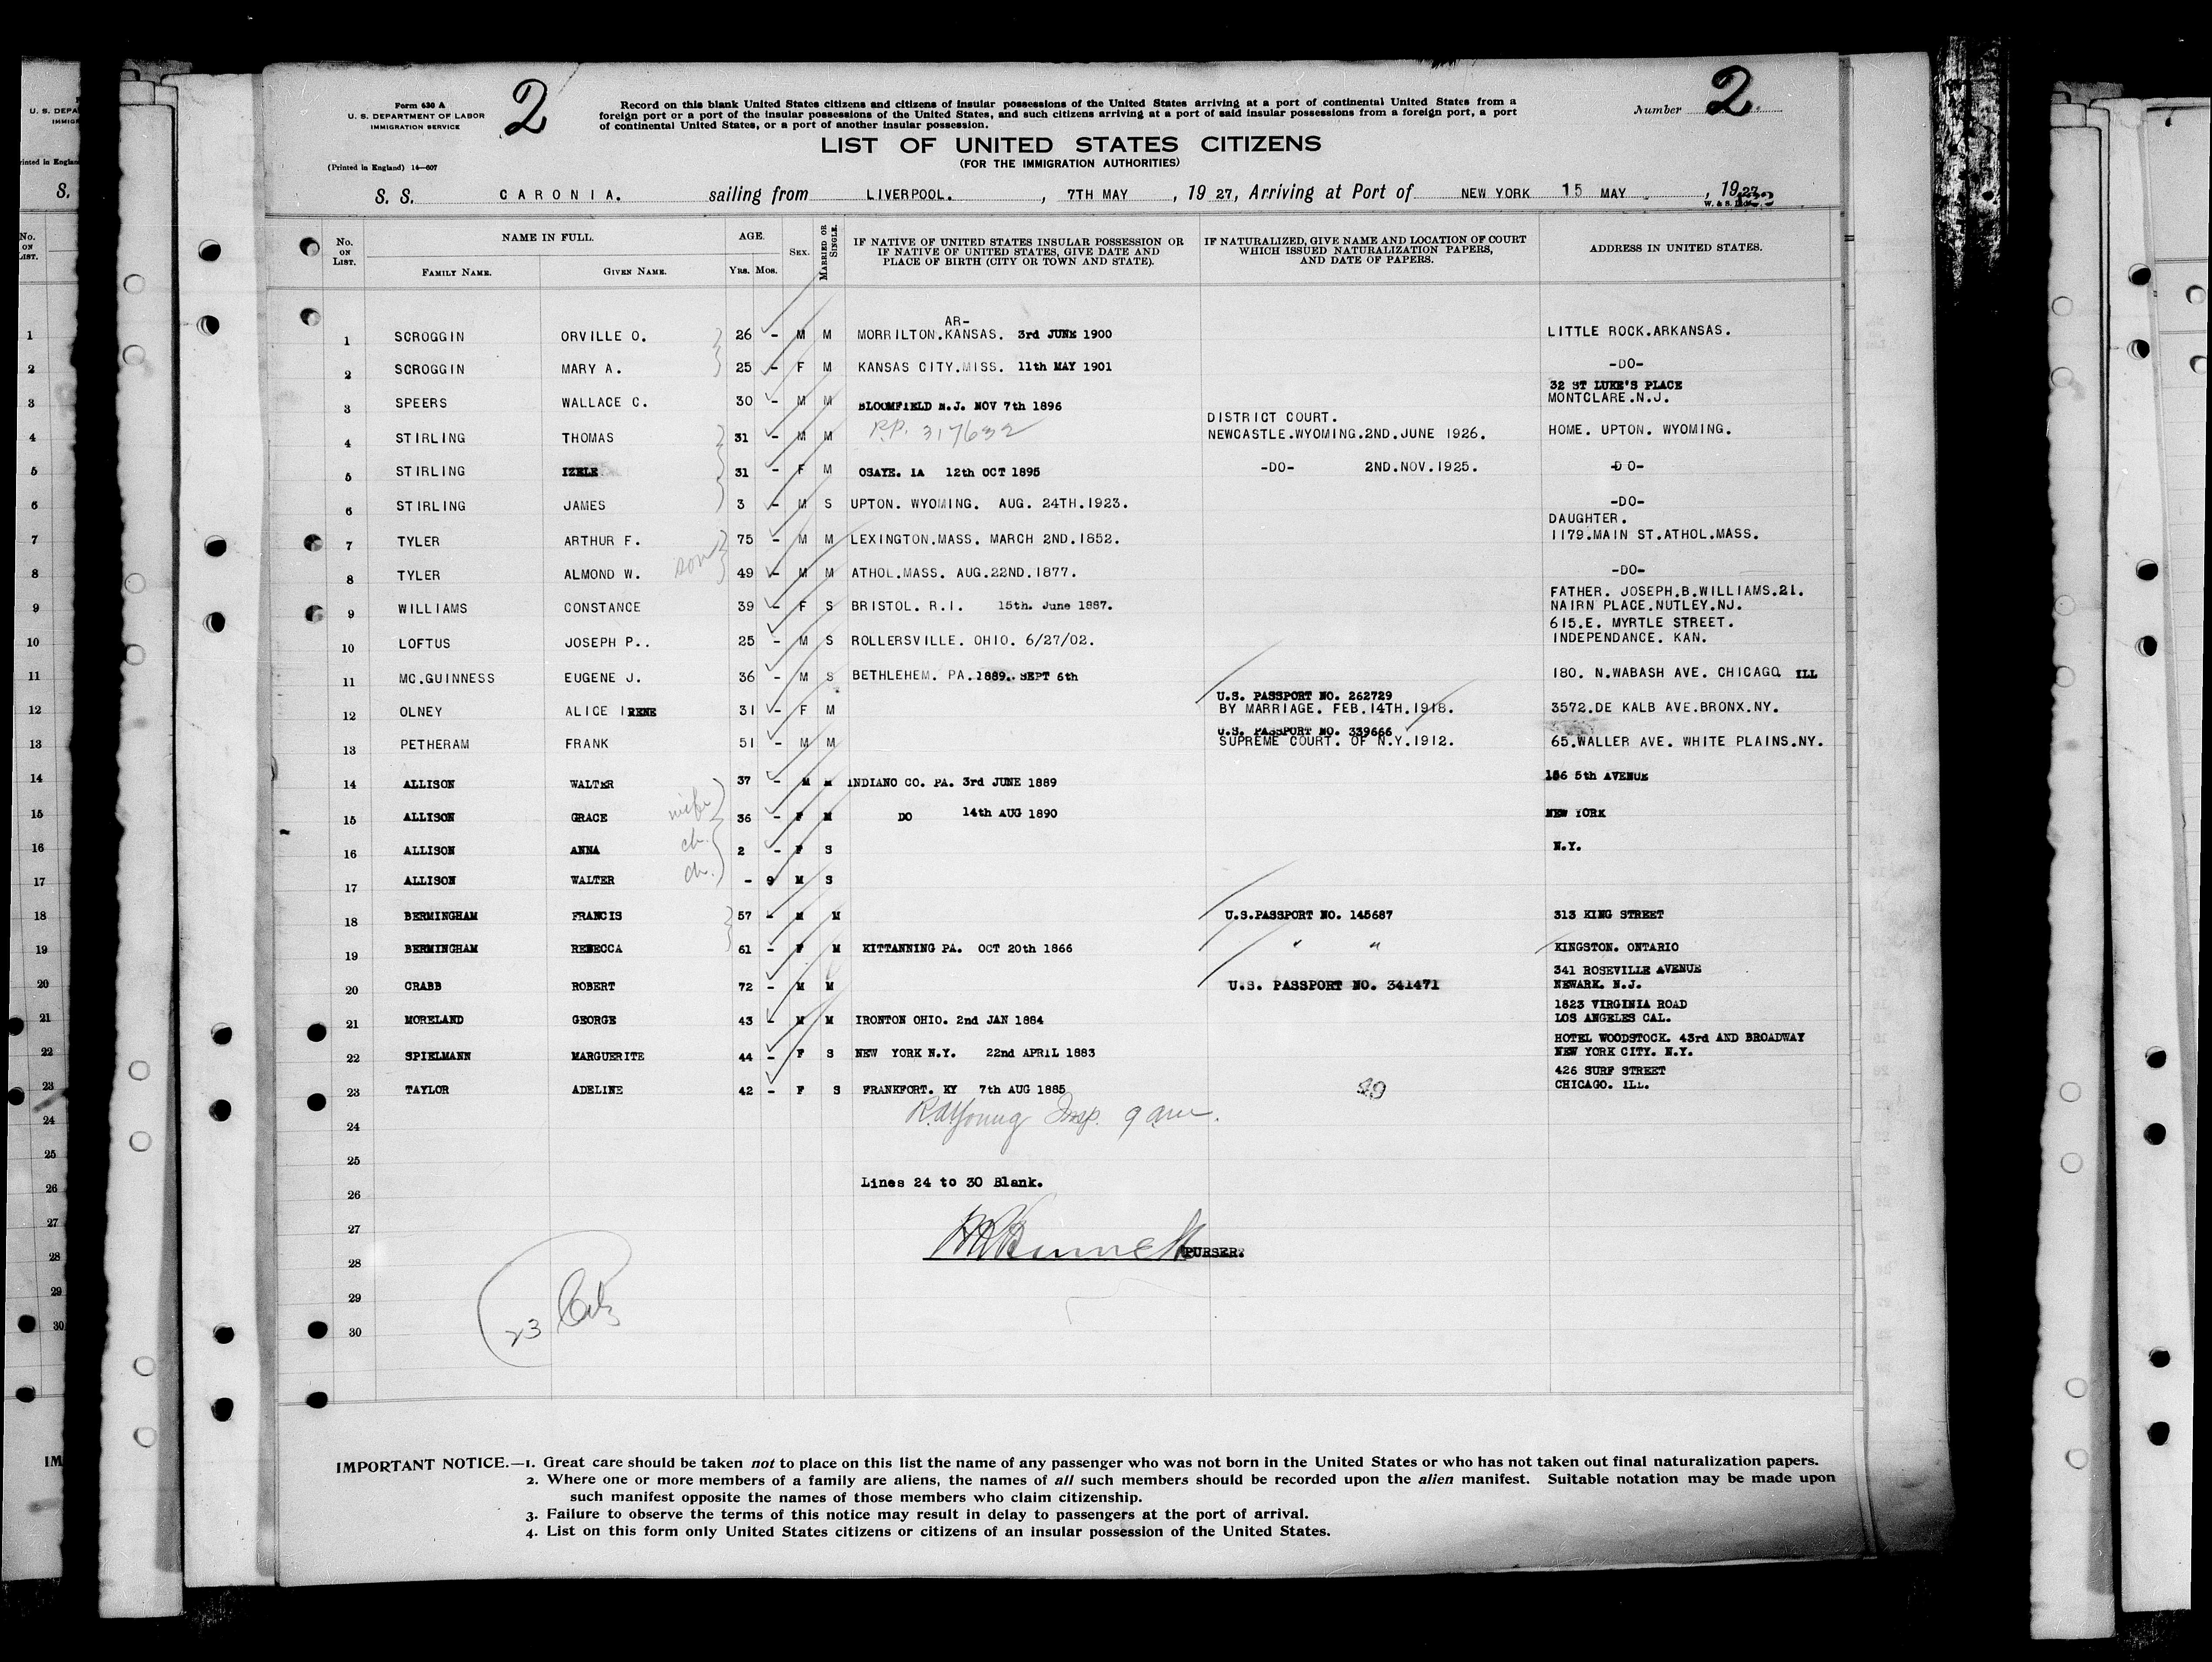 Form 630 A
U. S. DEPARTMENT OF LABOR
IMMIGRATION SERVICE
2
Record on this blank United States citizens and citizens of insular possessions of the United States arriving at a port of continental United States from a
foreign port or a port of the insular possessions of the United States, and such citizens arriving at a port of said insular possessions from a foreign port, a port
of continental United States, or a port of another insular possession.
Number 2
LIST OF UNITED STATES CITIZENS
(FOR THE IMMIGRATION AUTHORITIES)
(Printed in England) 14—607
S. S. CARONIA. sailing from LIVERPOOL. , 7TH MAY , 19 27, Arriving at Port of NEW YORK 15 MAY , 1927
No. ON LIST. NAME IN FULL. AGE. SEX. MARRIED OR SINGLE. IF NATIVE OF UNITED STATES INSULAR POSSESSION OR IF NATIVE OF UNITED STATES, GIVE DATE AND PLACE OF BIRTH (CITY OR TOWN AND STATE). IF NATURALIZED, GIVE NAME AND LOCATION OF COURT WHICH ISSUED NATURALIZATION PAPERS, AND DATE OF PAPERS. ADDRESS IN UNITED STATES.
FAMILY NAME. GIVEN NAME. Yrs. Mos.
AR-
1 SCROGGIN ORVILLE O. 26 - M M MORRILTON.KANSAS. 3rd JUNE 1900 LITTLE ROCK.ARKANSAS.
2 SCROGGIN MARY A. 25 - F M KANSAS CITY.MISS. 11th MAY 1901 -DO-
32 ST LUKE'S PLACE
3 SPEERS WALLACE C. 30 - M M BLOOMFIELD N.J. NOV 7th 1896 MONTCLARE.N.J.
P.P. 317632 DISTRICT COURT.
4 STIRLING THOMAS 31 - M M NEWCASTLE.WYOMING.2ND.JUNE 1926. HOME. UPTON. WYOMING.
5 STIRLING IZELE 31 - F M OSAYE. IA 12th OCT 1895 -DO- 2ND.NOV.1925. -DO-
6 STIRLING JAMES 3 - M S UPTON. WYOMING. AUG. 24TH.1923. -DO-
DAUGHTER.
7 TYLER ARTHUR F. 75 - M M LEXINGTON.MASS. MARCH 2ND.1852. 1179.MAIN ST.ATHOL.MASS.
8 TYLER ALMOND W. son 49 - M M ATHOL.MASS. AUG.22ND.1877. -DO-
FATHER. JOSEPH.B.WILLIAMS.21.
9 WILLIAMS CONSTANCE 39 - F S BRISTOL. R.I. 15th. June 1887. NAIRN PLACE.NUTLEY.NJ.
615.E. MYRTLE STREET.
10 LOFTUS JOSEPH P.. 25 - M S ROLLERSVILLE. OHIO. 6/27/02. INDEPENDANCE. KAN.
11 MC.GUINNESS EUGENE J. 36 - M S BETHLEHEM. PA.1889. SEPT 6th 180. N.WABASH AVE. CHICAGO ILL
U.S. PASSPORT NO. 262729
12 OLNEY ALICE IRENE 31 - F M BY MARRIAGE. FEB.14TH.1918. 3572.DE KALB AVE.BRONX.NY.
U.S. PASSPORT NO. 339666
13 PETHERAM FRANK 51 - M M SUPREME COURT. OF N.Y.1912. 65.WALLER AVE. WHITE PLAINS.NY.
14 ALLISON WALTER 37 - M M INDIANO CO. PA. 3rd JUNE 1889 156 5th AVENUE
15 ALLISON GRACE wife 36 - F M DO 14th AUG 1890 NEW YORK
16 ALLISON ANNA ch. 2 - F S N.Y.
17 ALLISON WALTER ch. - 9 M S
18 BERMINGHAM FRANCIS 57 - M M U.S.PASSPORT NO. 145687 313 KING STREET
19 BERMINGHAM REBECCA 61 - F M KITTANNING PA. OCT 20th 1866 " " KINGSTON. ONTARIO
341 ROSEVILLE AVENUE
20 CRABB ROBERT 72 - M M U.S. PASSPORT NO. 341471 NEWARK. N.J.
1823 VIRGINIA ROAD
21 MORELAND GEORGE 43 - M M IRONTON OHIO. 2nd JAN 1884 LOS ANGELES CAL.
HOTEL WOODSTOCK. 43rd AND BROADWAY
22 SPIELMANN MARGUERITE 44 - F S NEW YORK N.Y. 22nd APRIL 1883 NEW YORK CITY. N.Y.
426 SURF STREET
23 TAYLOR ADELINE 42 - F S FRANKFORT. KY 7th AUG 1885 CHICAGO. ILL.
24 Young Insp. 9 am.
25
26 Lines 24 to 30 Blank.
27
28 PURSER.
29
30
23
IMPORTANT NOTICE.—1. Great care should be taken not to place on this list the name of any passenger who was not born in the United States or who has not taken out final naturalization papers.
2. Where one or more members of a family are aliens, the names of all such members should be recorded upon the alien manifest. Suitable notation may be made upon
such manifest opposite the names of those members who claim citizenship.
3. Failure to observe the terms of this notice may result in delay to passengers at the port of arrival.
4. List on this form only United States citizens or citizens of an insular possession of the United States.